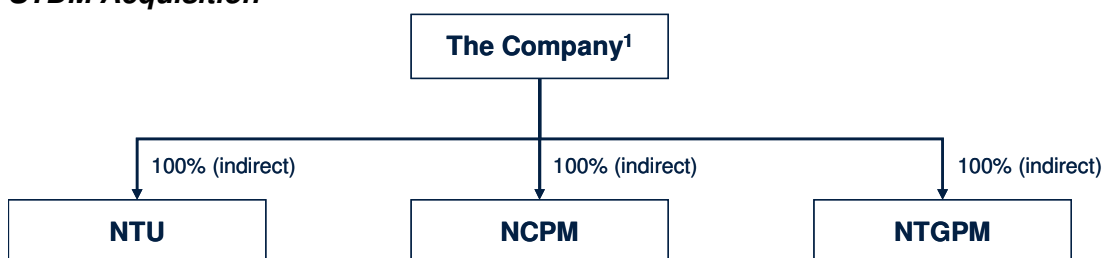 The Company¹
100% (indirect) 100% (indirect) 100% (indirect)
NTU NCPM NTGPM